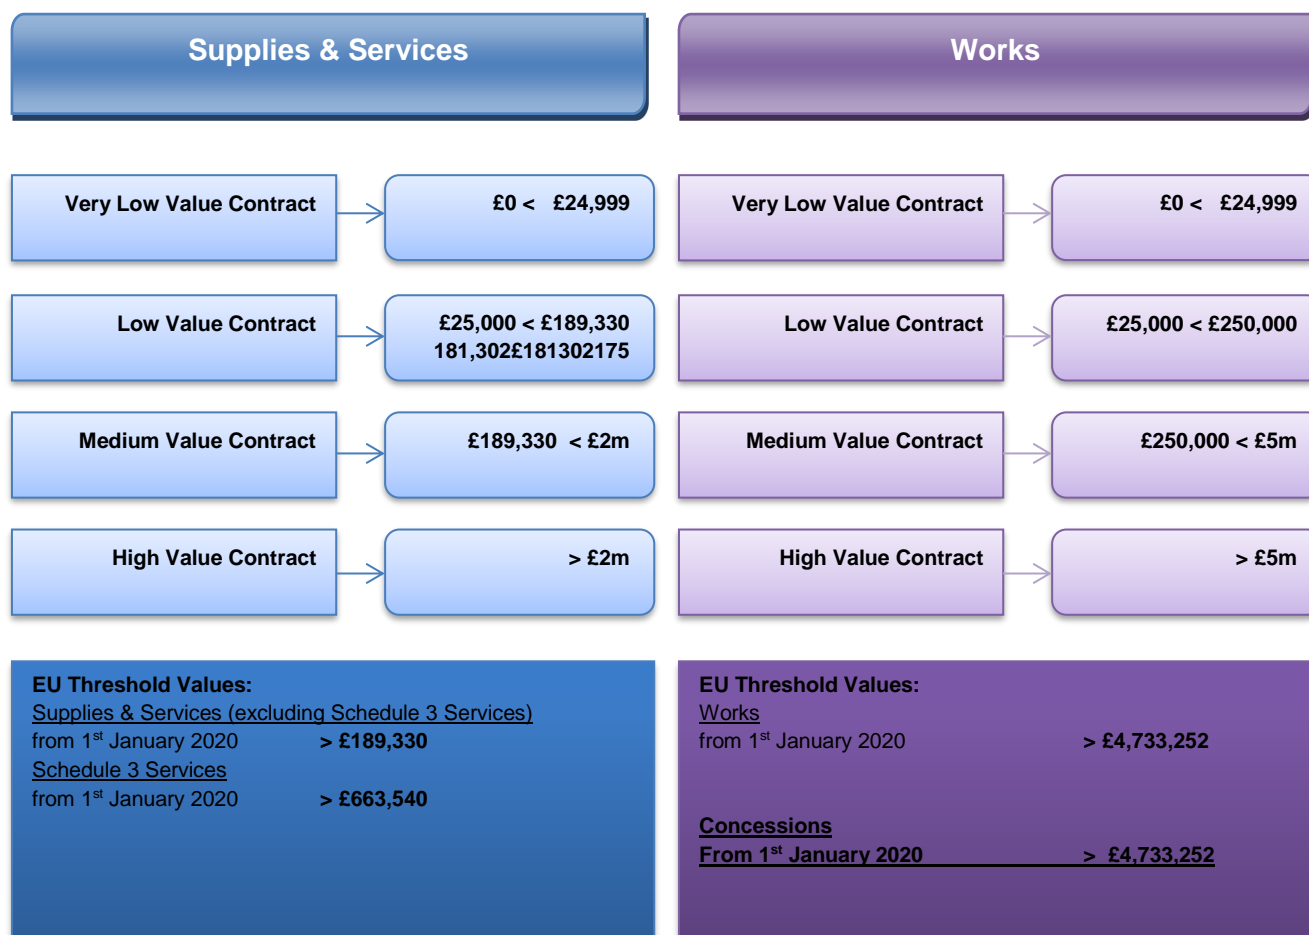 Supplies & Services
Works
Very Low Value Contract
£0 < £24,999
Very Low Value Contract
£0 < £24,999
Low Value Contract
£25,000 < £189,330
181,302£181302175
Low Value Contract
£25,000 < £250,000
Medium Value Contract
£189,330 < £2m
Medium Value Contract
£250,000 < £5m
High Value Contract
> £2m
High Value Contract
> £5m
EU Threshold Values:
Supplies & Services (excluding Schedule 3 Services)
from 1st January 2020 > £189,330
Schedule 3 Services
from 1st January 2020 > £663,540
EU Threshold Values:
Works
from 1st January 2020 > £4,733,252
Concessions
From 1st January 2020 > £4,733,252